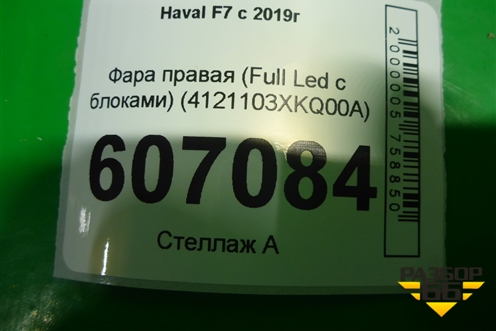 Haval F7 с 2019г
Фара правая (Full Led с
блоками) (4121103XKQ00A)
607084
Стеллаж А
2000005758850
РАЗБОР
66